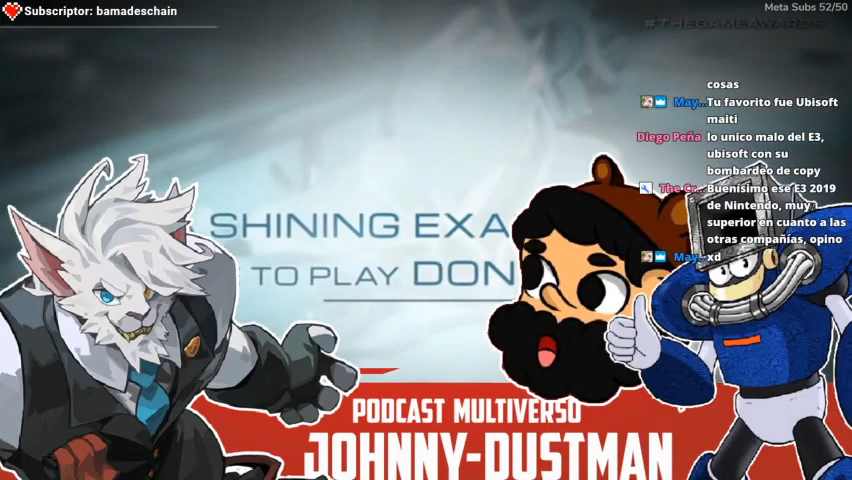 Subscriptor: bamadeschain
Meta Subs 52/50
#THEGAMEAWARDS
cosas
May... Tu favorito fue Ubisoft
maiti
Diego Peña lo unico malo del E3,
ubisoft con su
bombardeo de copy
The Cr... Buenísimo ese E3 2019
de Nintendo, muy
superior en cuanto a las
otras compañías, opino
May... xd
SHINING EXA
TO PLAY DON
PODCAST MULTIVERSO
JOHNNY-DUSTMAN